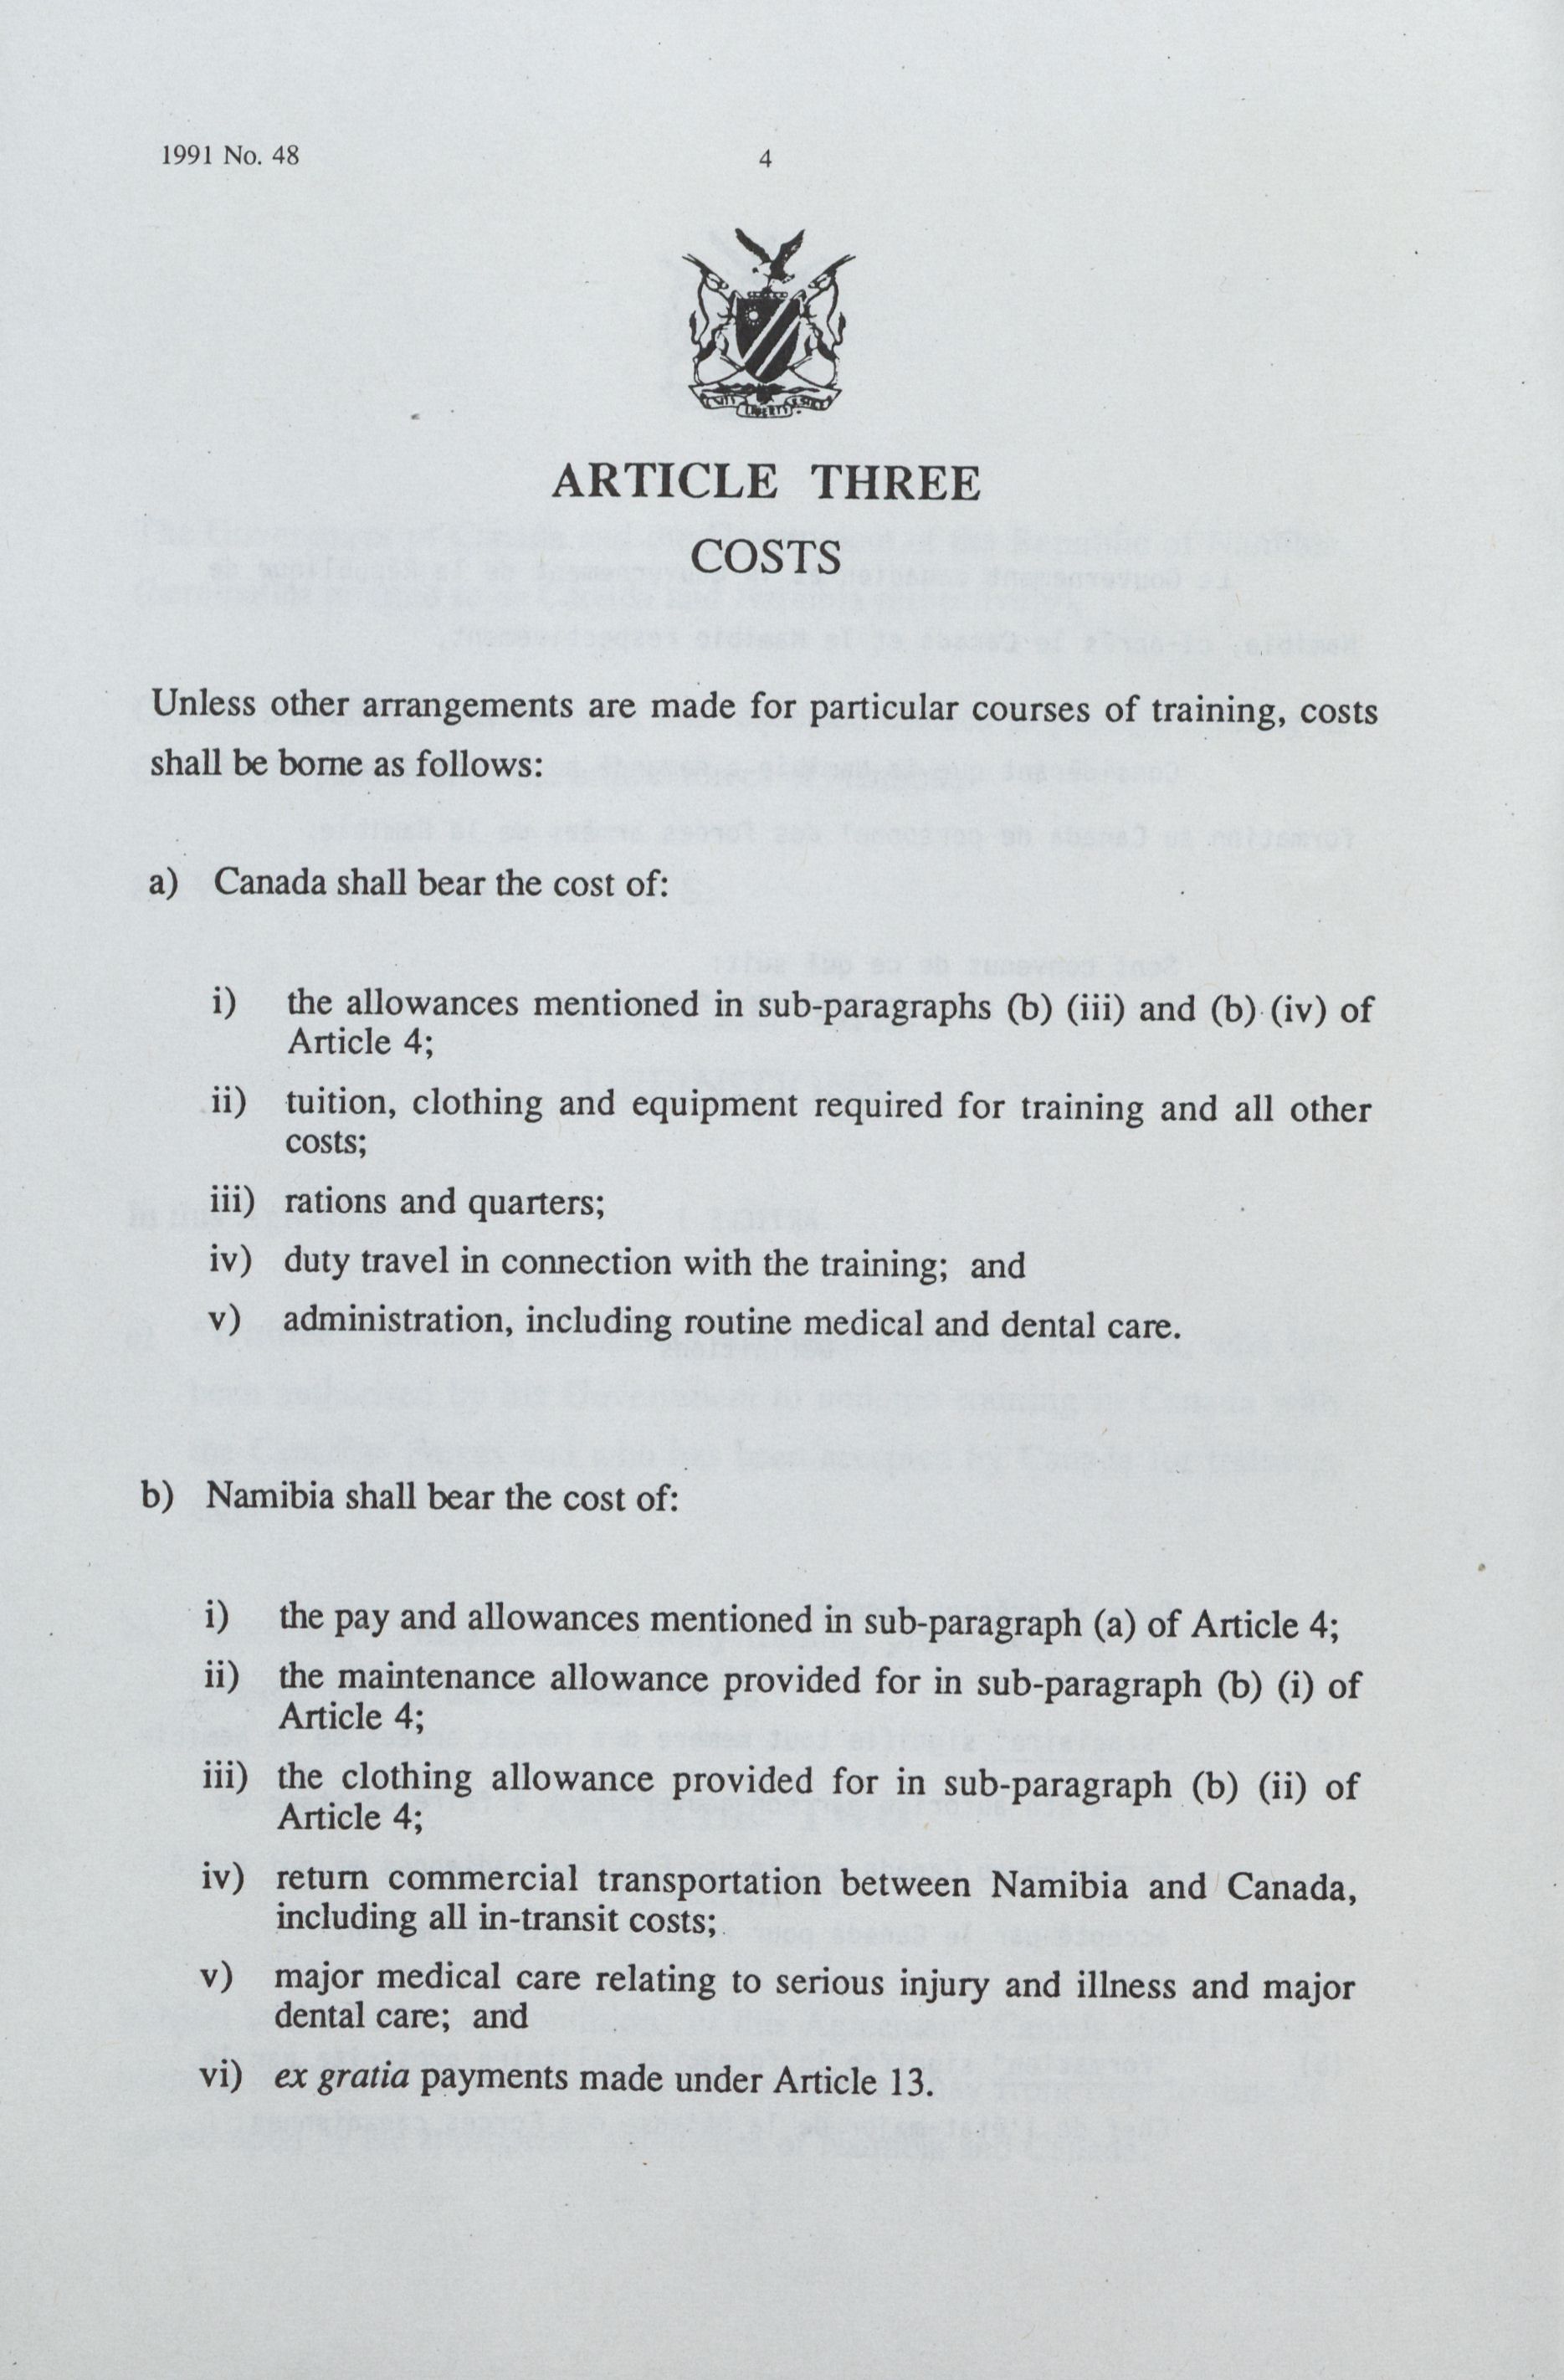 1991 No. 48
4
ARTICLE THREE
COSTS
Unless other arrangements are made for particular courses of training, costs
shall be borne as follows:
a) Canada shall bear the cost of:
i) the allowances mentioned in sub-paragraphs (b) (iii) and (b) (iv) of
Article 4;
ii) tuition, clothing and equipment required for training and all other
costs;
iii) rations and quarters;
iv) duty travel in connection with the training; and
v) administration, including routine medical and dental care.
b) Namibia shall bear the cost of:
i) the pay and allowances mentioned in sub-paragraph (a) of Article 4;
ii) the maintenance allowance provided for in sub-paragraph (b) (i) of
Article 4;
iii) the clothing allowance provided for in sub-paragraph (b) (ii) of
Article 4;
iv) return commercial transportation between Namibia and Canada,
including all in-transit costs;
v) major medical care relating to serious injury and illness and major
dental care; and
vi) ex gratia payments made under Article 13.